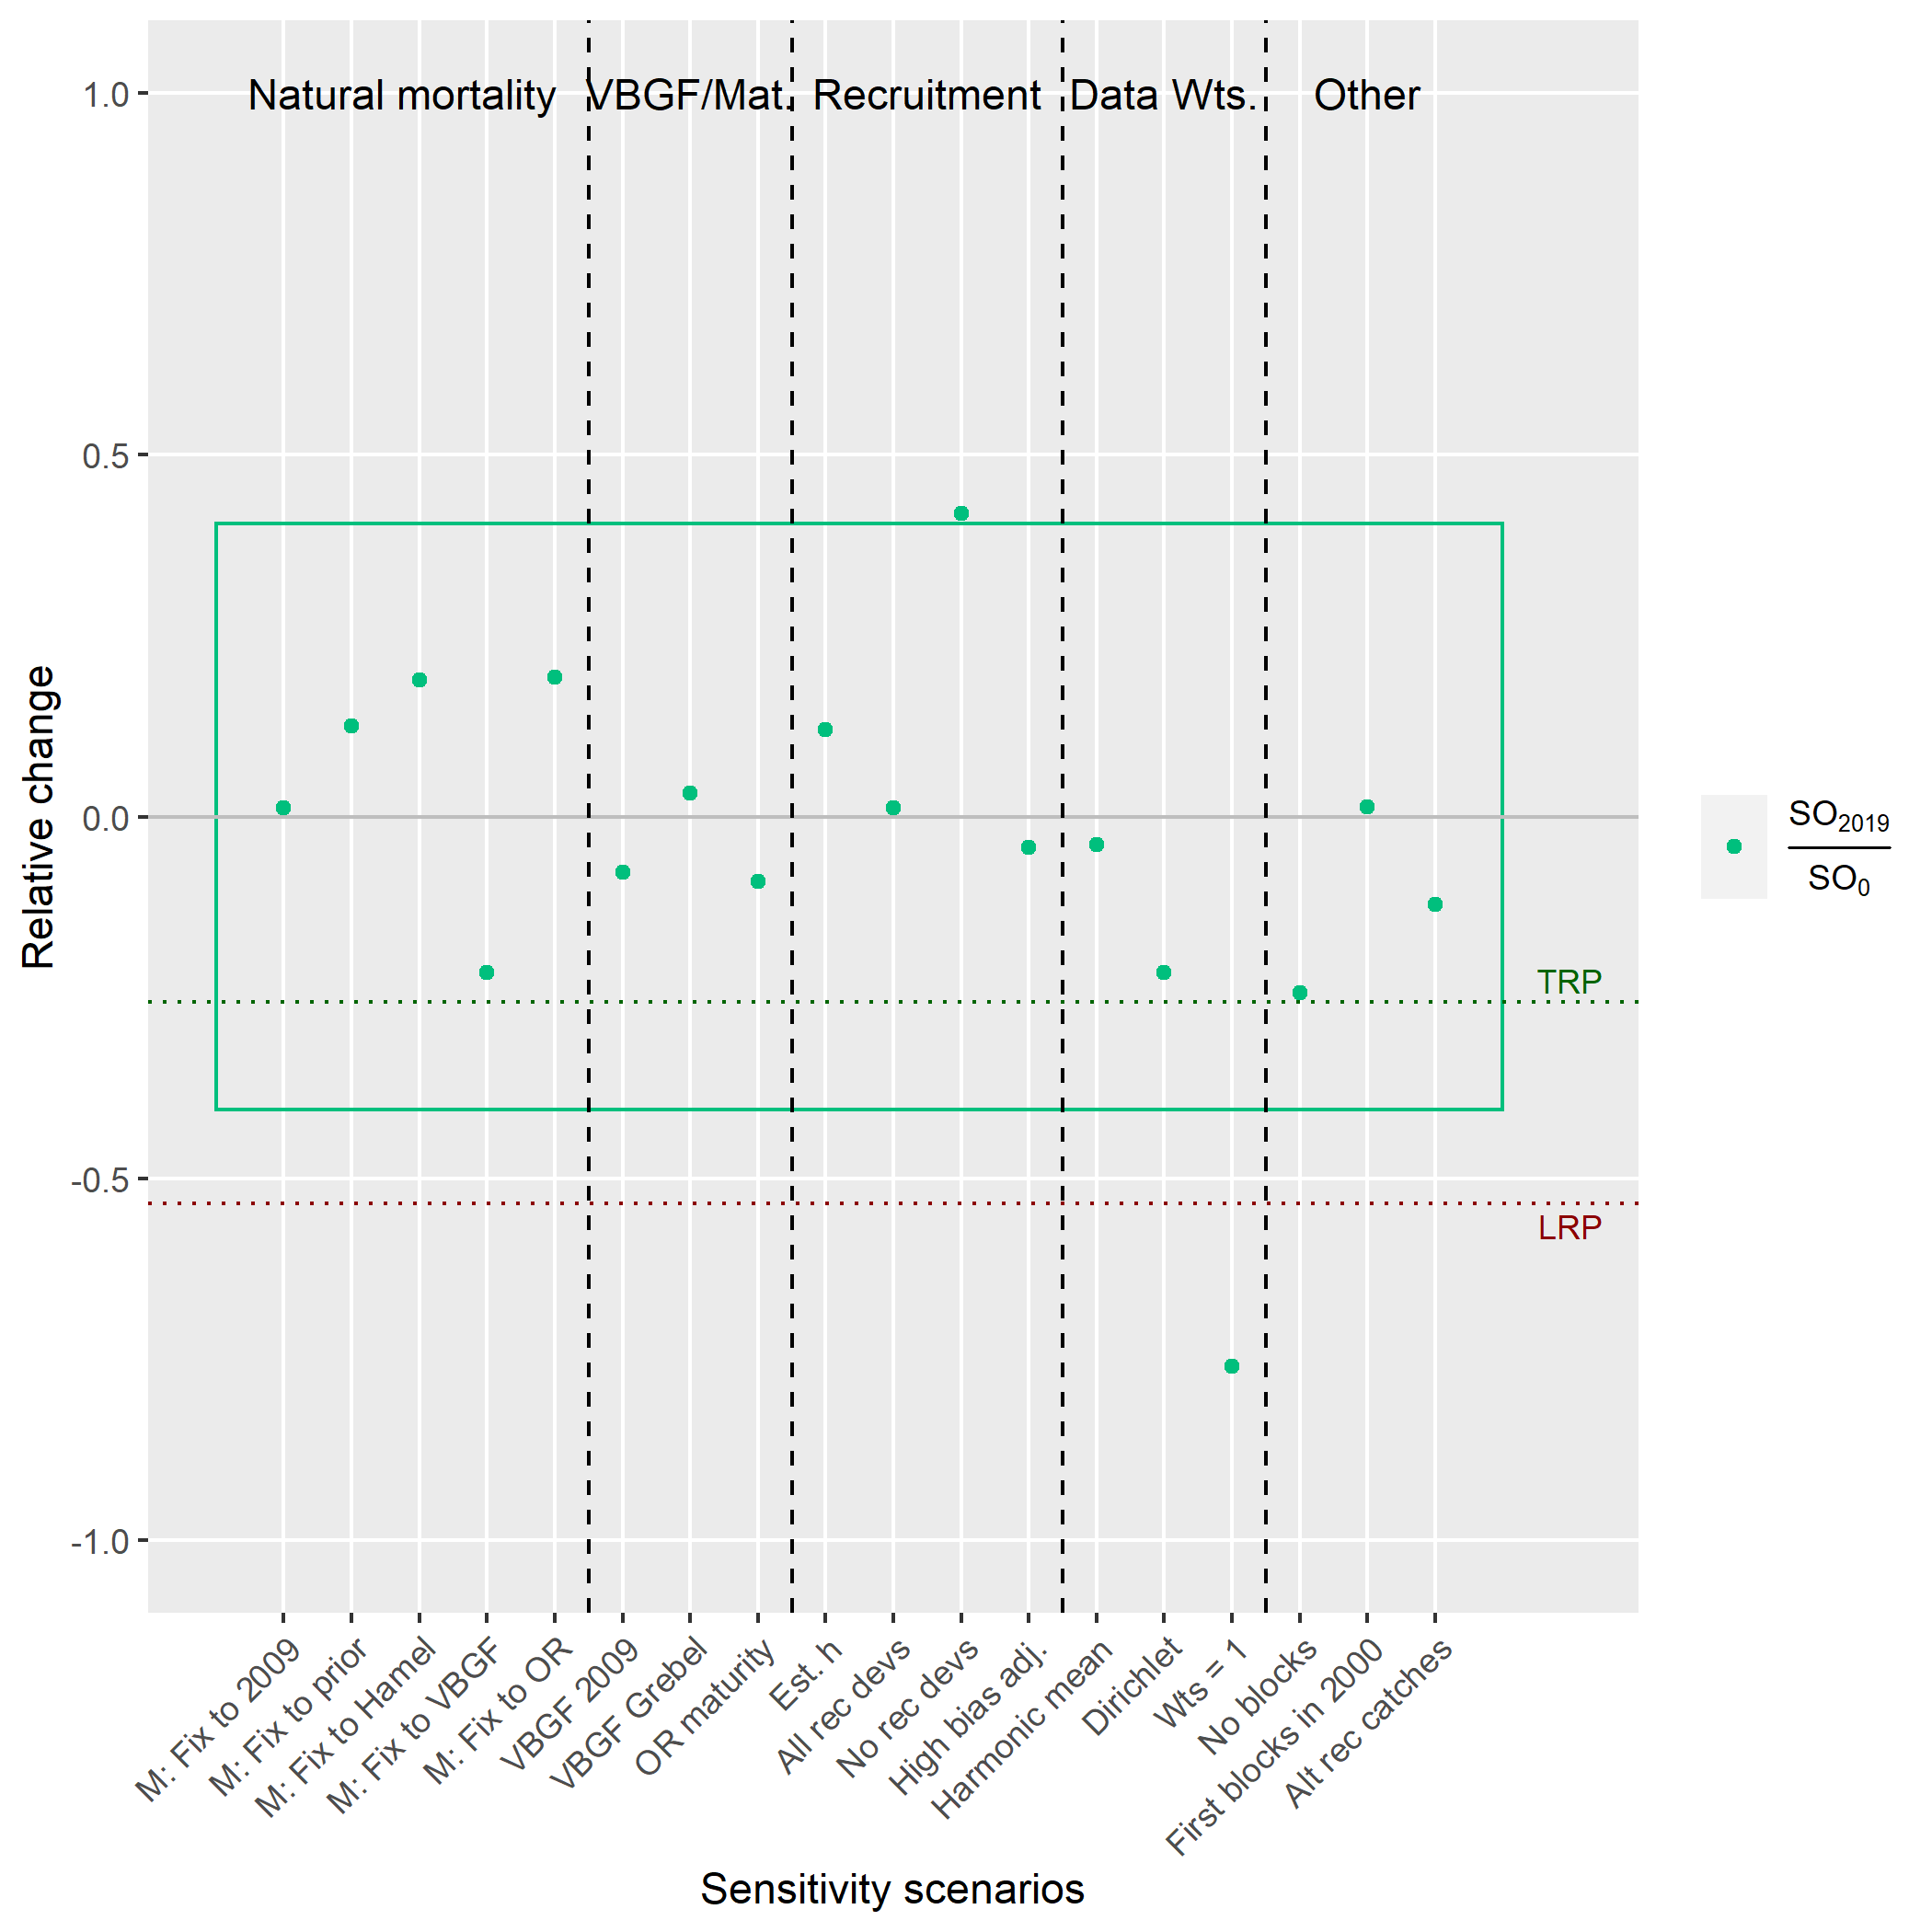 Natural mortality
VBGF/Mat.
Recruitment
Data Wts.
Other
1.0
0.5
0.0
-0.5
-1.0
Relative change
TRP
LRP
SO2019
SO0
M: Fix to 2009
M: Fix to prior
M: Fix to Hamel
M: Fix to VBGF
M: Fix to OR
VBGF 2009
VBGF Grebel
OR maturity
Est. h
All rec devs
No rec devs
High bias adj.
Harmonic mean
Dirichlet
Wts = 1
No blocks
First blocks in 2000
Alt rec catches
Sensitivity scenarios